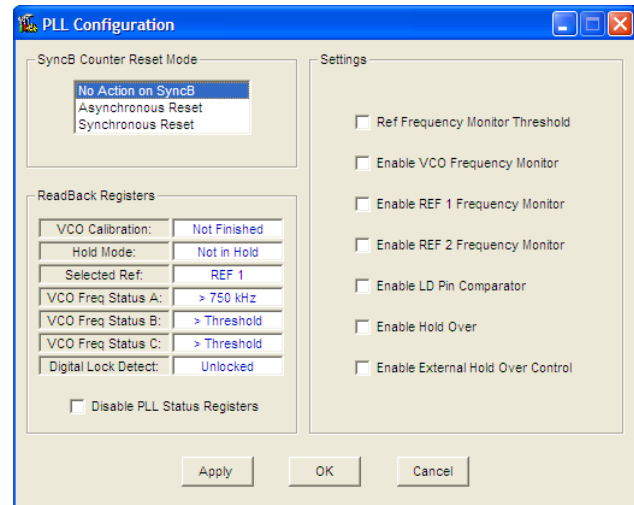 PLL Configuration
SyncB Counter Reset Mode
No Action on SyncB
Asynchronous Reset
Synchronous Reset
ReadBack Registers
VCO Calibration: Not Finished
Hold Mode: Not in Hold
Selected Ref: REF 1
VCO Freq Status A: > 750 kHz
VCO Freq Status B: > Threshold
VCO Freq Status C: > Threshold
Digital Lock Detect: Unlocked
Disable PLL Status Registers
Settings
Ref Frequency Monitor Threshold
Enable VCO Frequency Monitor
Enable REF 1 Frequency Monitor
Enable REF 2 Frequency Monitor
Enable LD Pin Comparator
Enable Hold Over
Enable External Hold Over Control
Apply OK Cancel